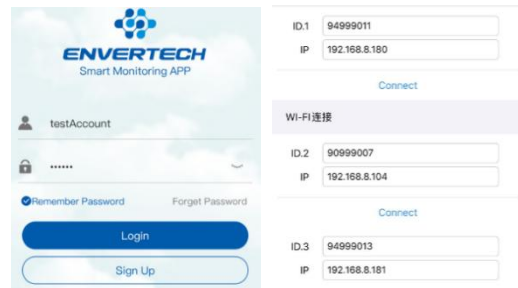 ENVERTECH
Smart Monitoring APP
testAccount
••••••
Remember Password Forget Password
Login
Sign Up
ID.1 94999011
IP 192.168.8.180
Connect
WI-FI连接
ID.2 90999007
IP 192.168.8.104
Connect
ID.3 94999013
IP 192.168.8.181